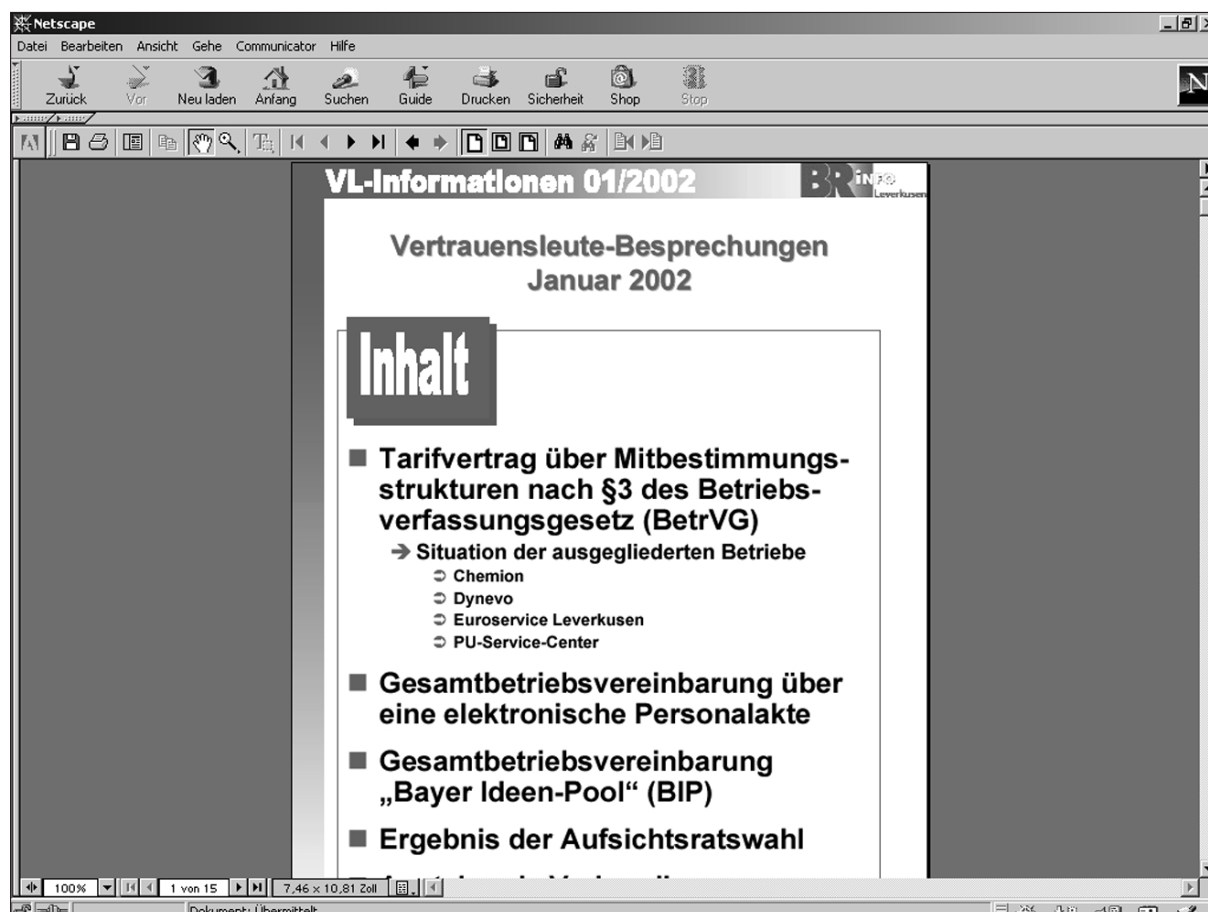 Netscape
Datei Bearbeiten Ansicht Gehe Communicator Hilfe
Zurück Vor Neu laden Anfang Suchen Guide Drucken Sicherheit Shop Stop
VL-Informationen 01/2002 BR iNFO
Leverkusen
Vertrauensleute-Besprechungen
Januar 2002
Inhalt
Tarifvertrag über Mitbestimmungs-
strukturen nach §3 des Betriebs-
verfassungsgesetz (BetrVG)
Situation der ausgegliederten Betriebe
Chemion
Dynevo
Euroservice Leverkusen
PU-Service-Center
Gesamtbetriebsvereinbarung über
eine elektronische Personalakte
Gesamtbetriebsvereinbarung
„Bayer Ideen-Pool“ (BIP)
Ergebnis der Aufsichtsratswahl
100% 1 von 15 7,46 x 10,81 Zoll
Dokument: Übermittelt